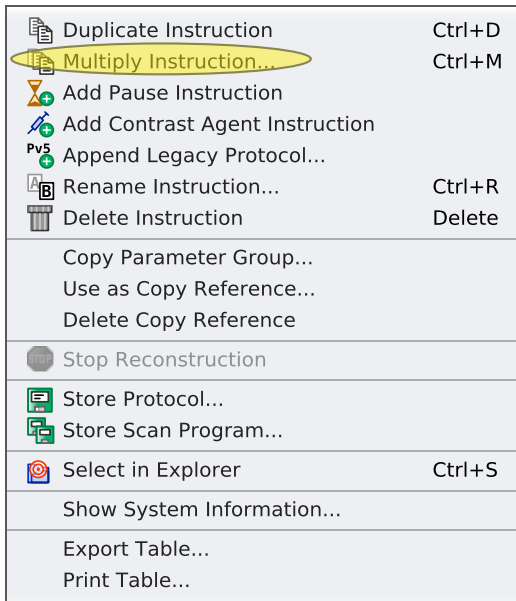 Duplicate Instruction Ctrl+D
Multiply Instruction... Ctrl+M
Add Pause Instruction
Add Contrast Agent Instruction
Pv5 Append Legacy Protocol...
A B Rename Instruction... Ctrl+R
Delete Instruction Delete
Copy Parameter Group...
Use as Copy Reference...
Delete Copy Reference
STOP Stop Reconstruction
Store Protocol...
Store Scan Program...
Select in Explorer Ctrl+S
Show System Information...
Export Table...
Print Table...